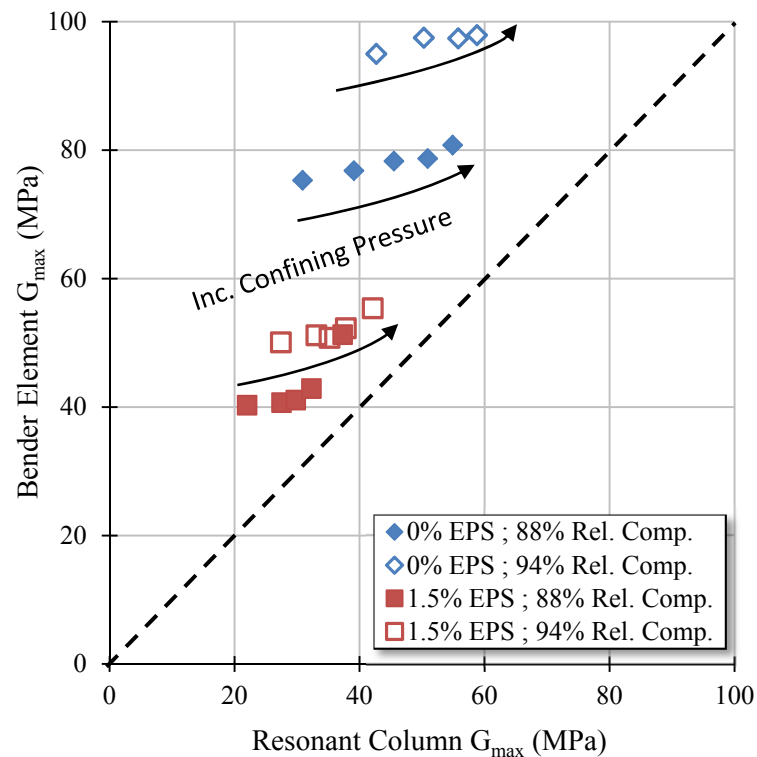 100
80
60
40
20
0
Bender Element Gmax (MPa)
Inc. Confining Pressure
0% EPS ; 88% Rel. Comp.
0% EPS ; 94% Rel. Comp.
1.5% EPS ; 88% Rel. Comp.
1.5% EPS ; 94% Rel. Comp.
0 20 40 60 80 100
Resonant Column Gmax (MPa)